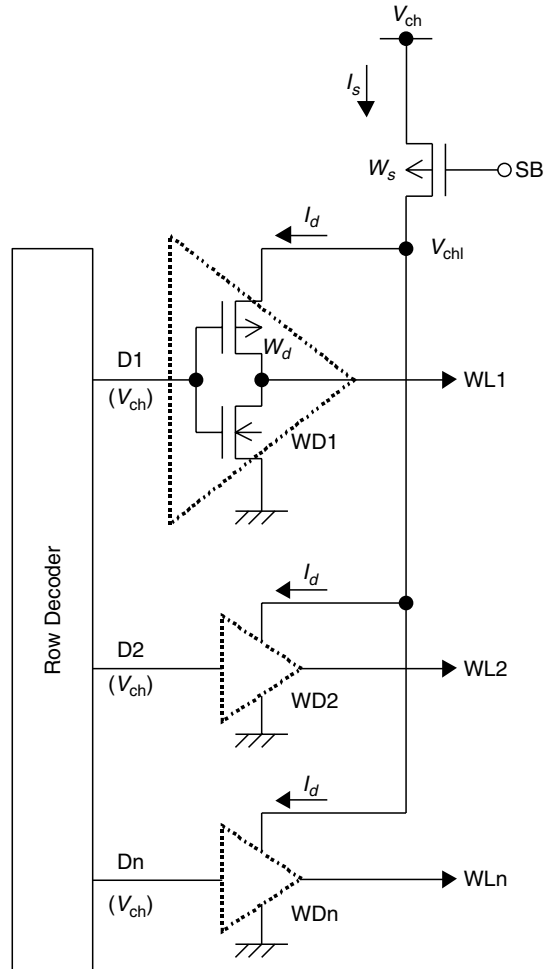 Vch
Is
Ws
SB
Id
Vchl
Wd
D1
(Vch)
WL1
WD1
Row Decoder
Id
D2
(Vch)
WL2
WD2
Id
Dn
(Vch)
WLn
WDn